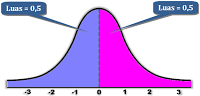 Luas = 0,5
Luas = 0,5
-3 -2 -1 0 1 2 3